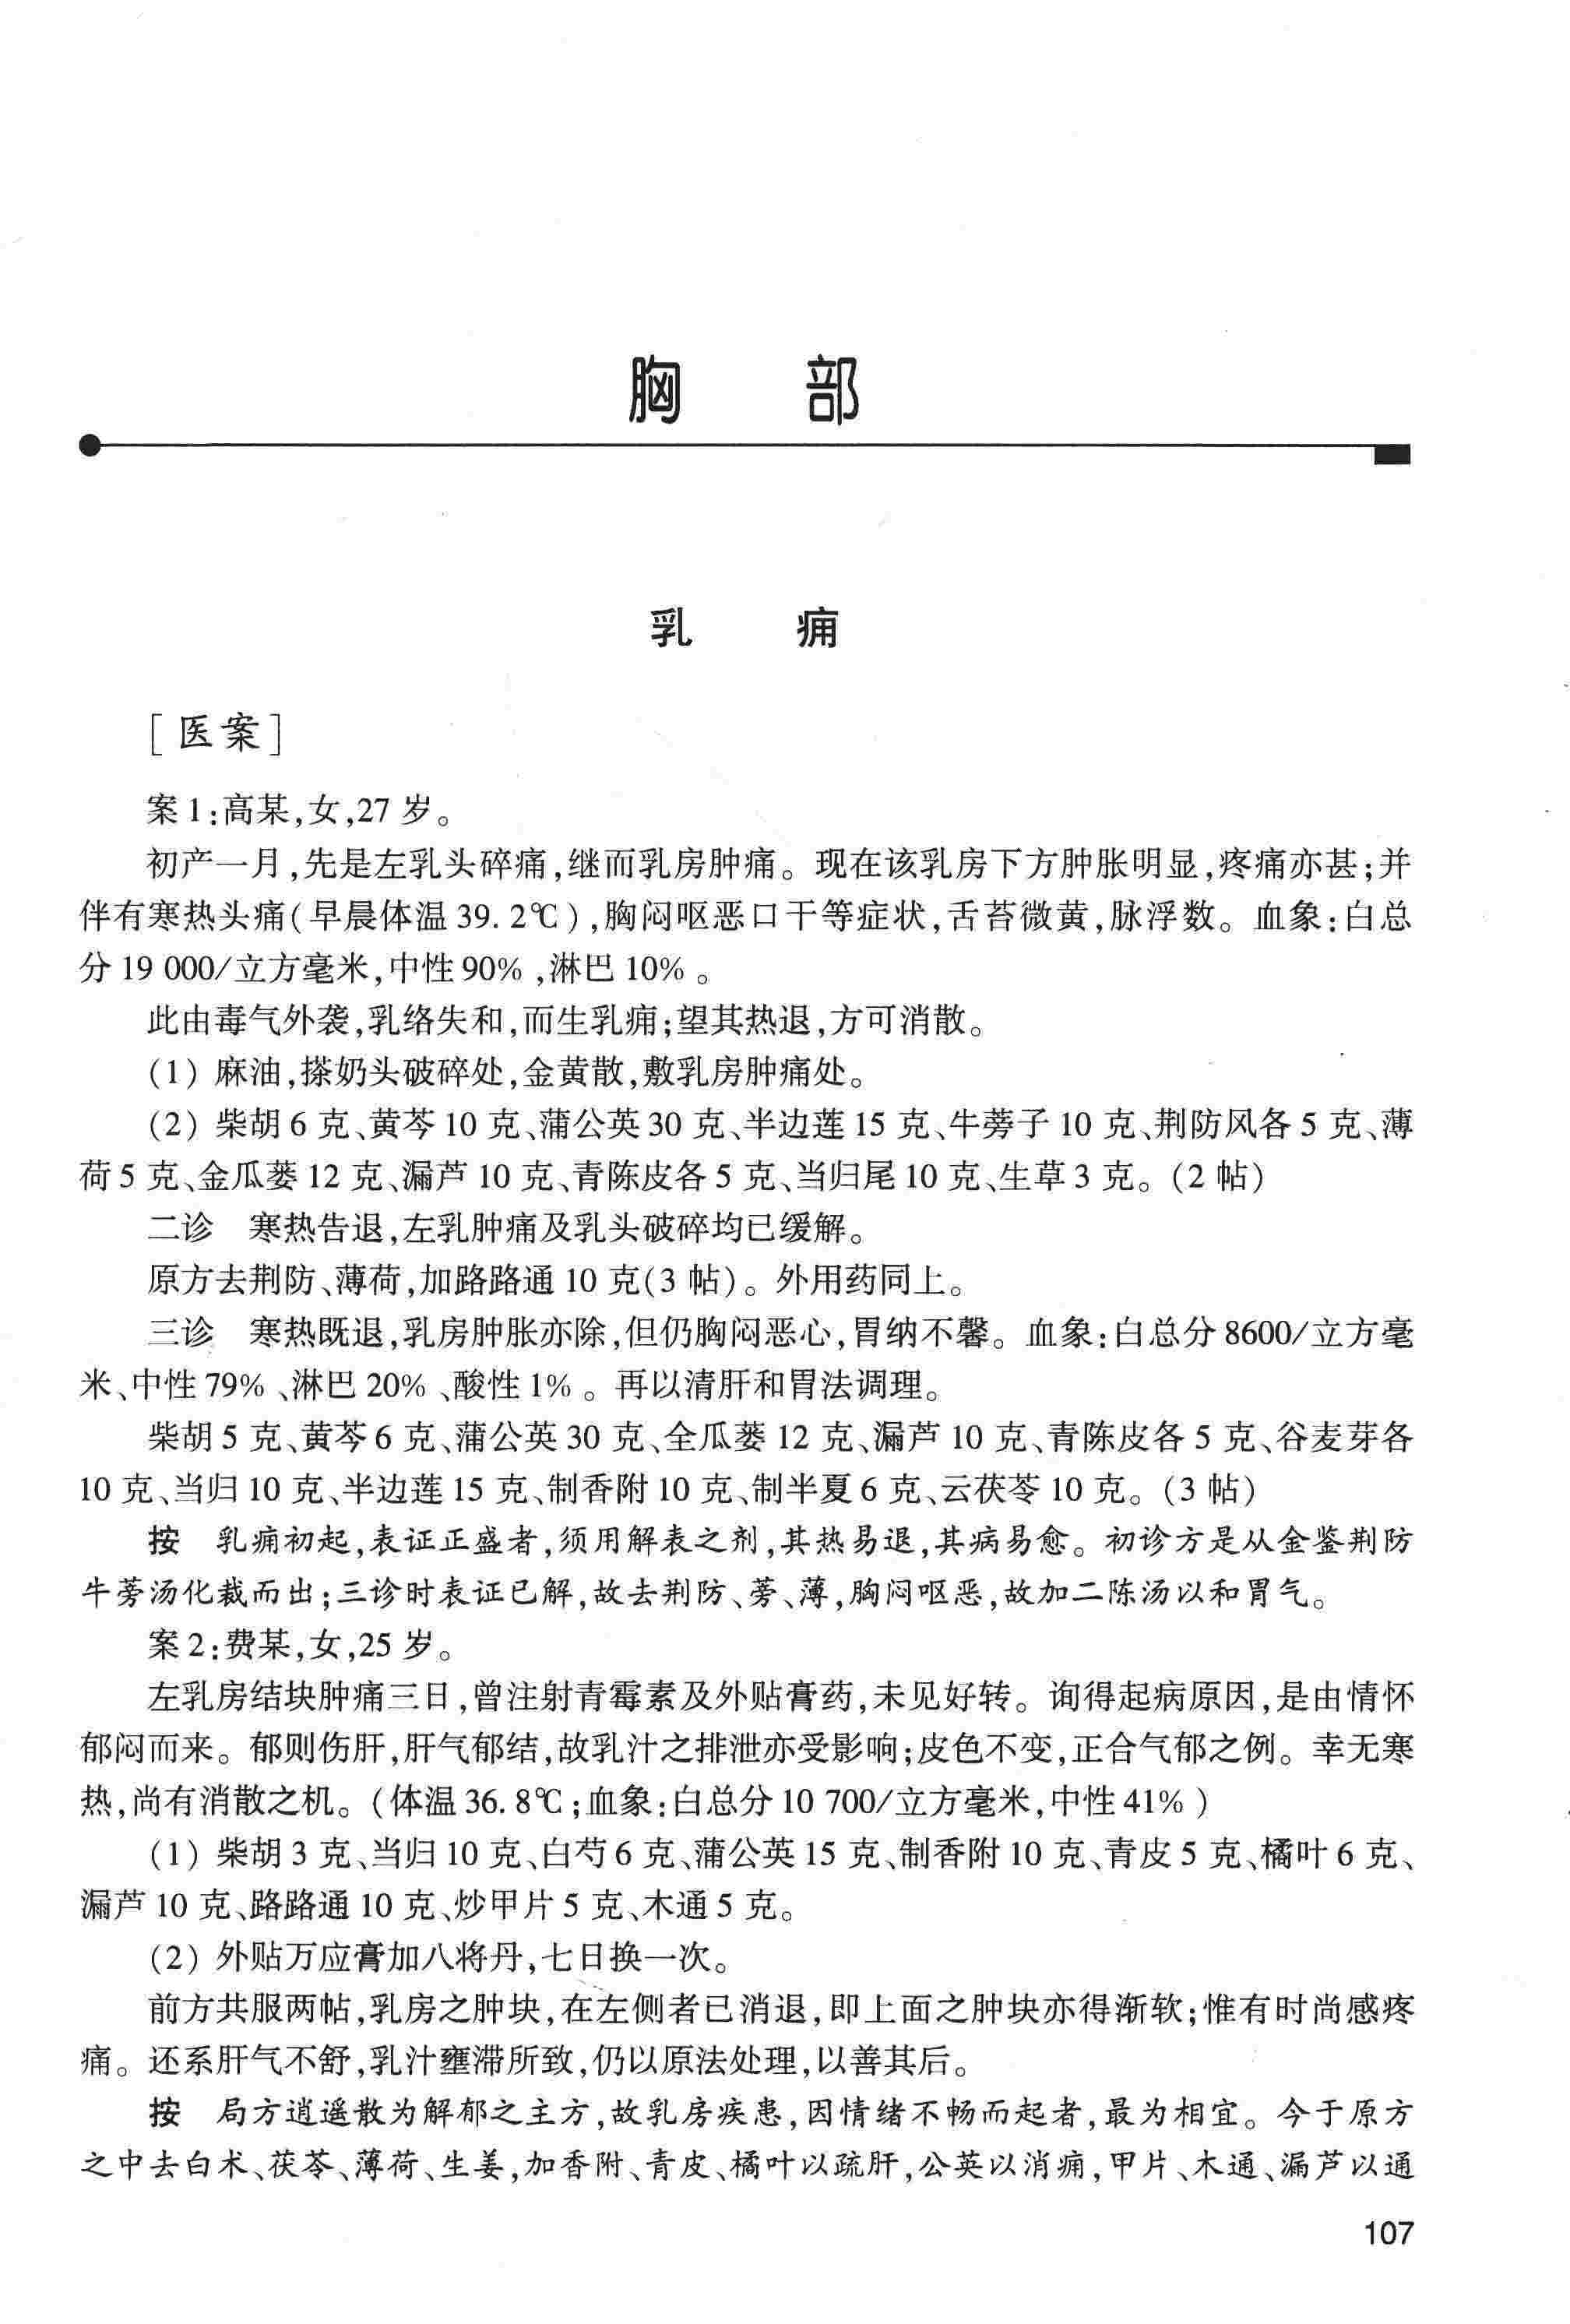 胸部
乳痈
[医案]
案1:高某,女,27岁。
初产一月,先是左乳头碎痛,继而乳房肿痛。现在该乳房下方肿胀明显,疼痛亦甚;并
伴有寒热头痛(早晨体温39.2℃),胸闷呕恶口干等症状,舌苔微黄,脉浮数。血象:白总
分19 000/立方毫米,中性90%,淋巴10%。
此由毒气外袭,乳络失和,而生乳痈;望其热退,方可消散。
(1) 麻油,搽奶头破碎处,金黄散,敷乳房肿痛处。
(2) 柴胡6克、黄芩10克、蒲公英30克、半边莲15克、牛蒡子10克、荆防风各5克、薄
荷5克、金瓜蒌12克、漏芦10克、青陈皮各5克、当归尾10克、生草3克。(2帖)
二诊 寒热告退,左乳肿痛及乳头破碎均已缓解。
原方去荆防、薄荷,加路路通10克(3帖)。外用药同上。
三诊 寒热既退,乳房肿胀亦除,但仍胸闷恶心,胃纳不馨。血象:白总分8600/立方毫
米、中性79%、淋巴20%、酸性1%。再以清肝和胃法调理。
柴胡5克、黄芩6克、蒲公英30克、全瓜蒌12克、漏芦10克、青陈皮各5克、谷麦芽各
10克、当归10克、半边莲15克、制香附10克、制半夏6克、云茯苓10克。(3帖)
按 乳痈初起,表证正盛者,须用解表之剂,其热易退,其病易愈。初诊方是从金鉴荆防
牛蒡汤化裁而出;三诊时表证已解,故去荆防、蒡、薄,胸闷呕恶,故加二陈汤以和胃气。
案2:费某,女,25岁。
左乳房结块肿痛三日,曾注射青霉素及外贴膏药,未见好转。询得起病原因,是由情怀
郁闷而来。郁则伤肝,肝气郁结,故乳汁之排泄亦受影响;皮色不变,正合气郁之例。幸无寒
热,尚有消散之机。(体温36.8℃;血象:白总分10 700/立方毫米,中性41%)
(1) 柴胡3克、当归10克、白芍6克、蒲公英15克、制香附10克、青皮5克、橘叶6克、
漏芦10克、路路通10克、炒甲片5克、木通5克。
(2) 外贴万应膏加八将丹,七日换一次。
前方共服两帖,乳房之肿块,在左侧者已消退,即上面之肿块亦得渐软;惟有时尚感疼
痛。还系肝气不舒,乳汁壅滞所致,仍以原法处理,以善其后。
按 局方逍遥散为解郁之主方,故乳房疾患,因情绪不畅而起者,最为相宜。今于原方
之中去白术、茯苓、薄荷、生姜,加香附、青皮、橘叶以疏肝,公英以消痈,甲片、木通、漏芦以通
107